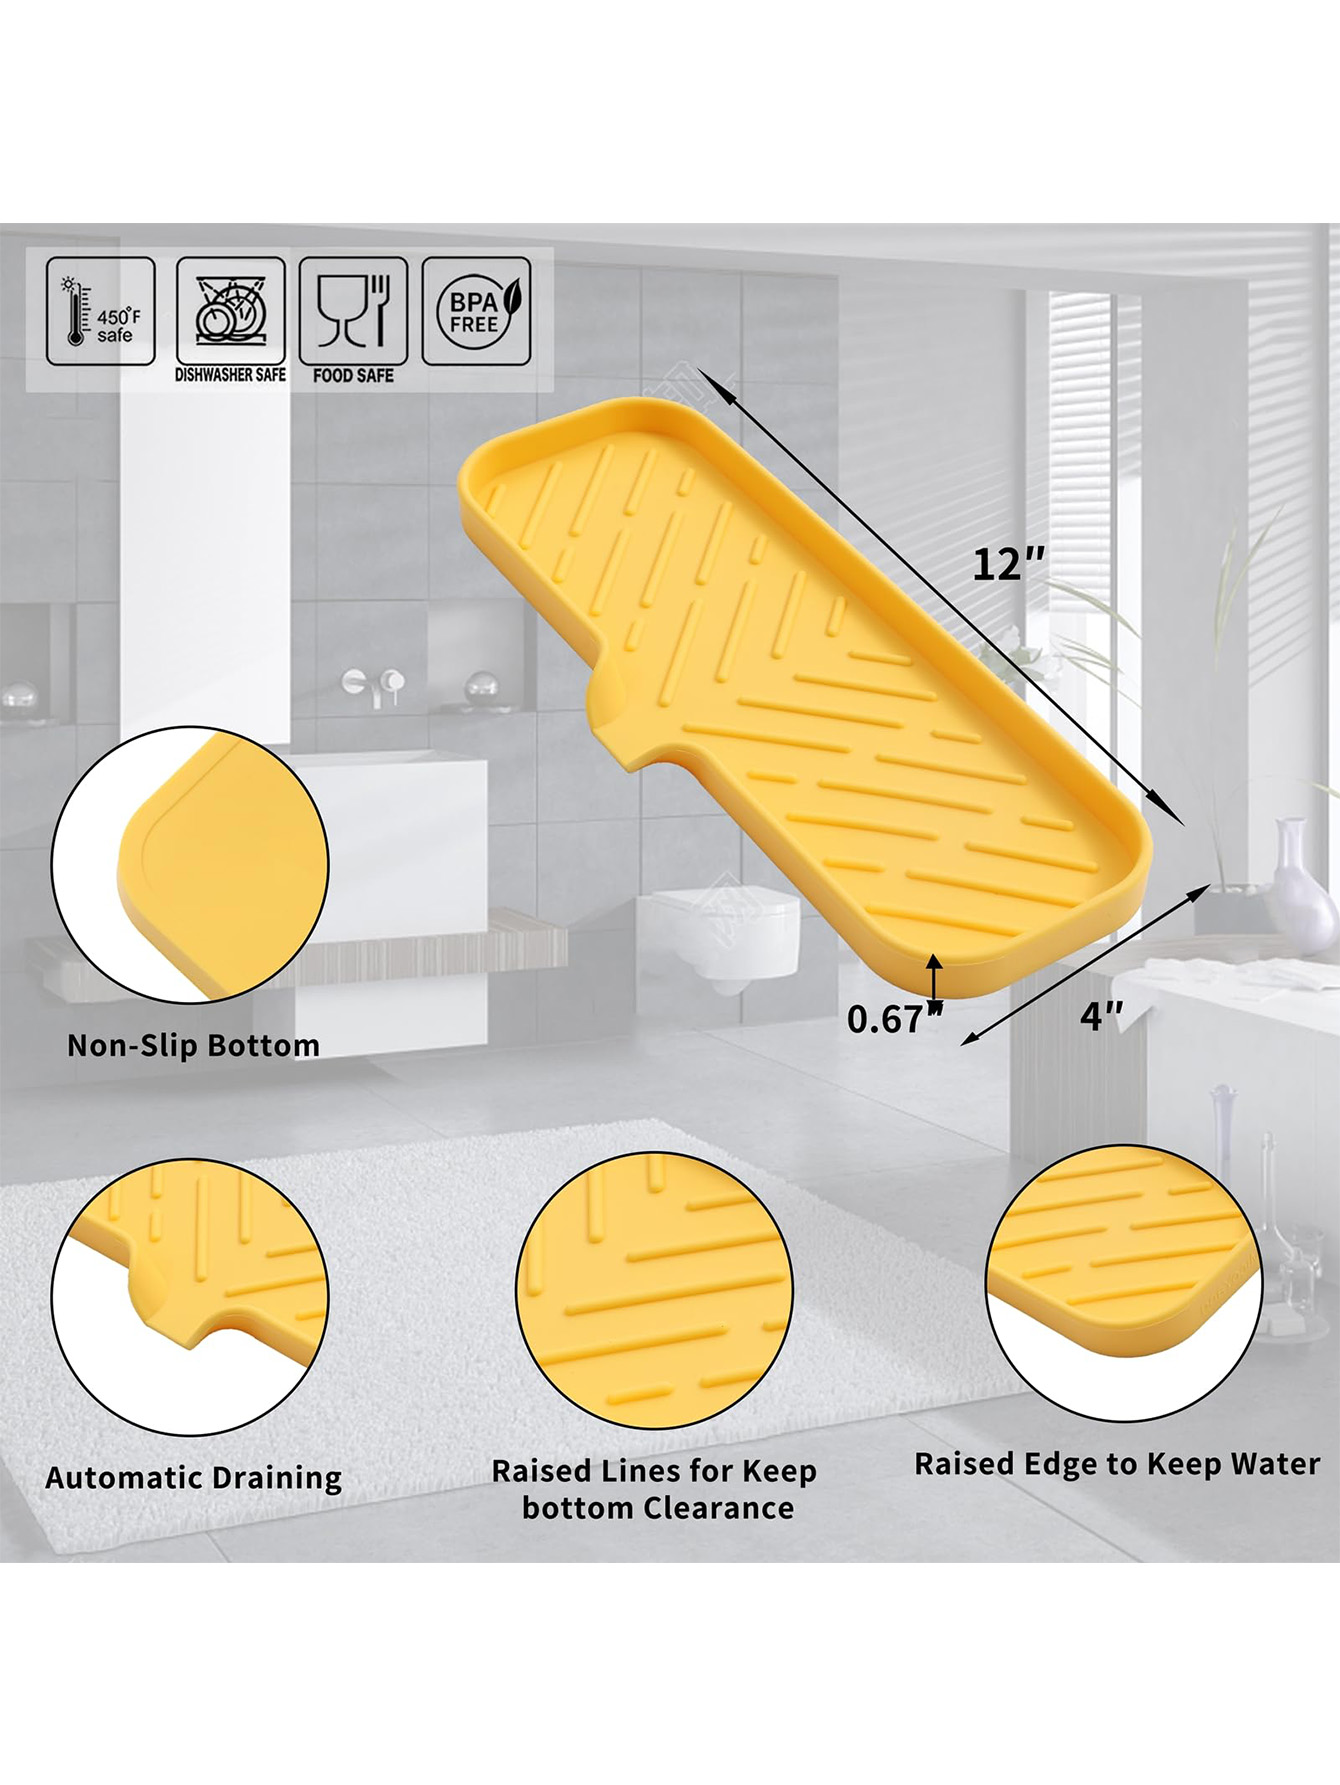 450°F
safe
DISHWASHER SAFE
FOOD SAFE
BPA
FREE
12"
0.67"
4"
Non-Slip Bottom
Automatic Draining
Raised Lines for Keep
bottom Clearance
Raised Edge to Keep Water